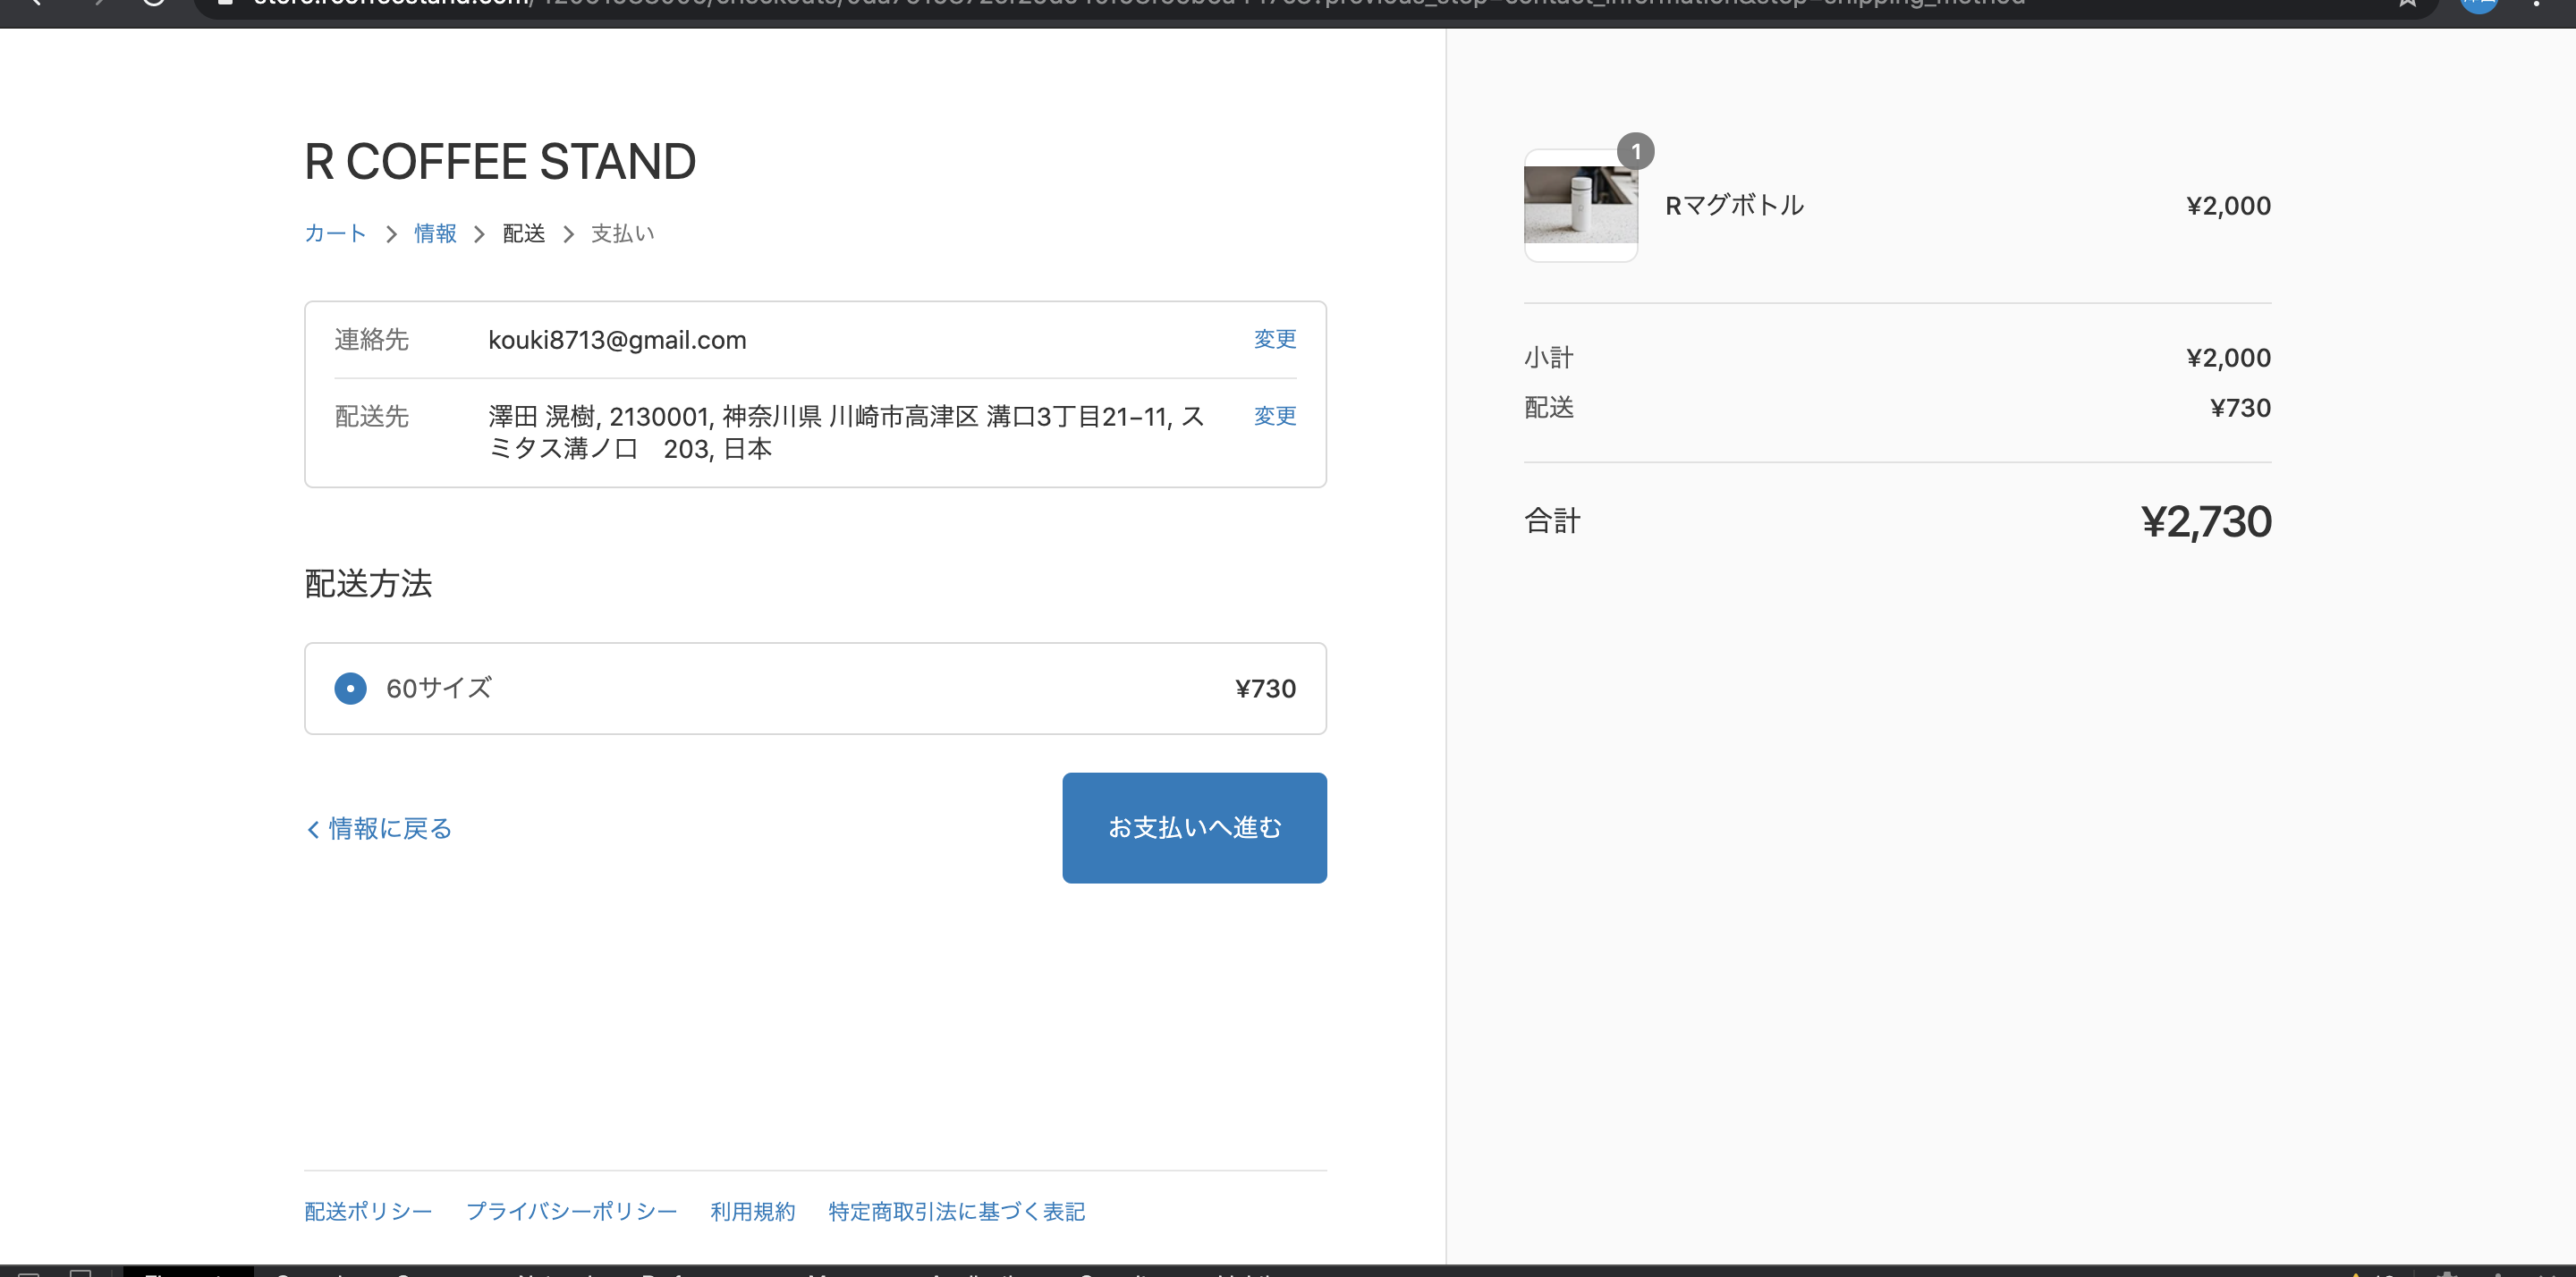 R COFFEE STAND
カート > 情報 > 配送 > 支払い
連絡先 kouki8713@gmail.com 変更
配送先 澤田 滉樹, 2130001, 神奈川県 川崎市高津区 溝口3丁目21−11, ス 変更
ミタス溝ノ口　203, 日本
配送方法
60サイズ ¥730
情報に戻る
お支払いへ進む
配送ポリシー プライバシーポリシー 利用規約 特定商取引法に基づく表記
1
Rマグボトル ¥2,000
小計 ¥2,000
配送 ¥730
合計 ¥2,730